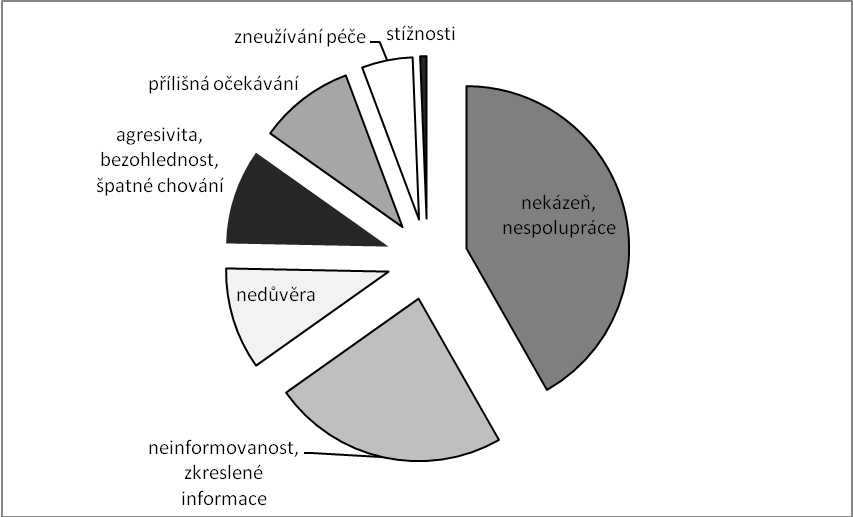 zneužívání péče
stížnosti
přílišná očekávání
agresivita,
bezohlednost,
špatné chování
nekázeň,
nespolupráce
nedůvěra
neinformovanost,
zkreslené
informace